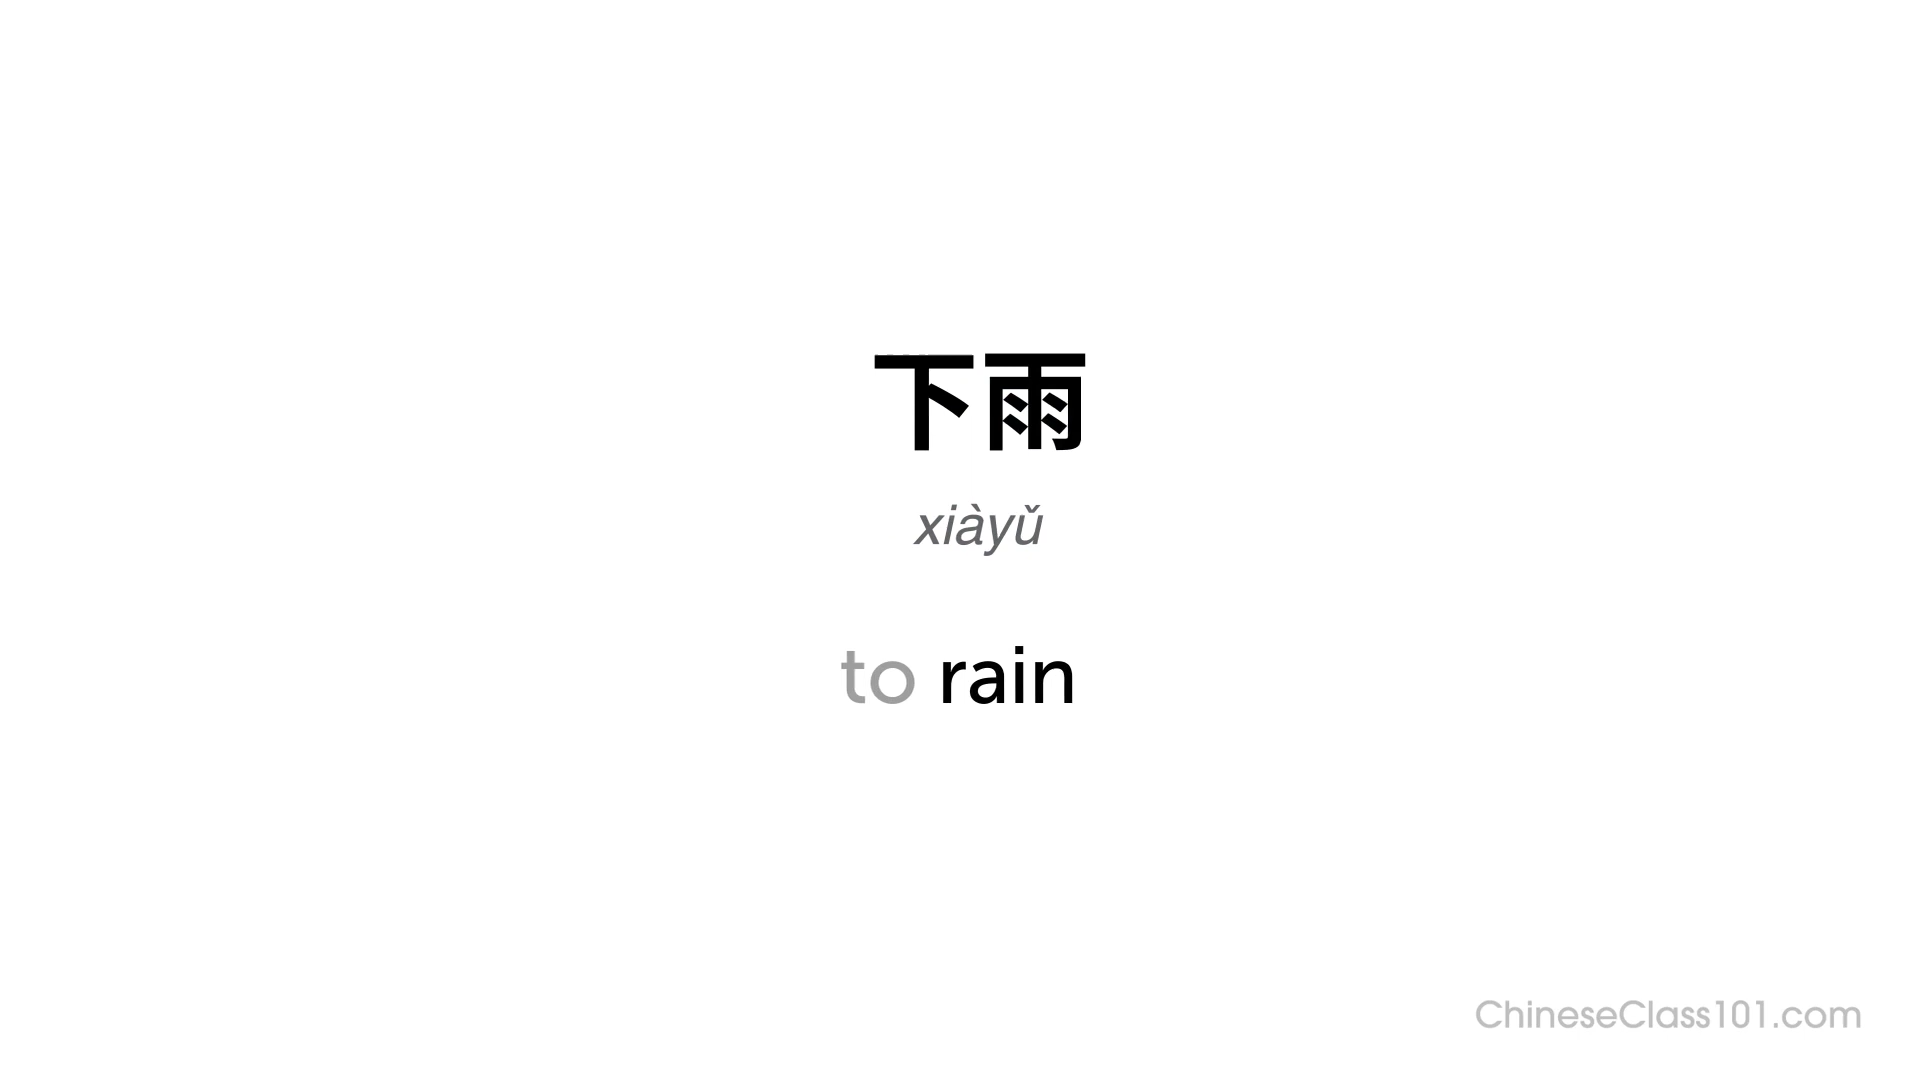 下雨
xiàyǔ
to rain
ChineseClass101.com